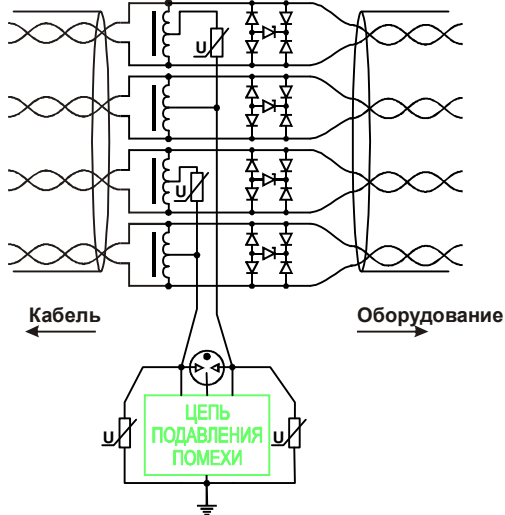 U
U
Кабель
Оборудование
U
ЦЕПЬ
ПОДАВЛЕНИЯ
ПОМЕХИ
U